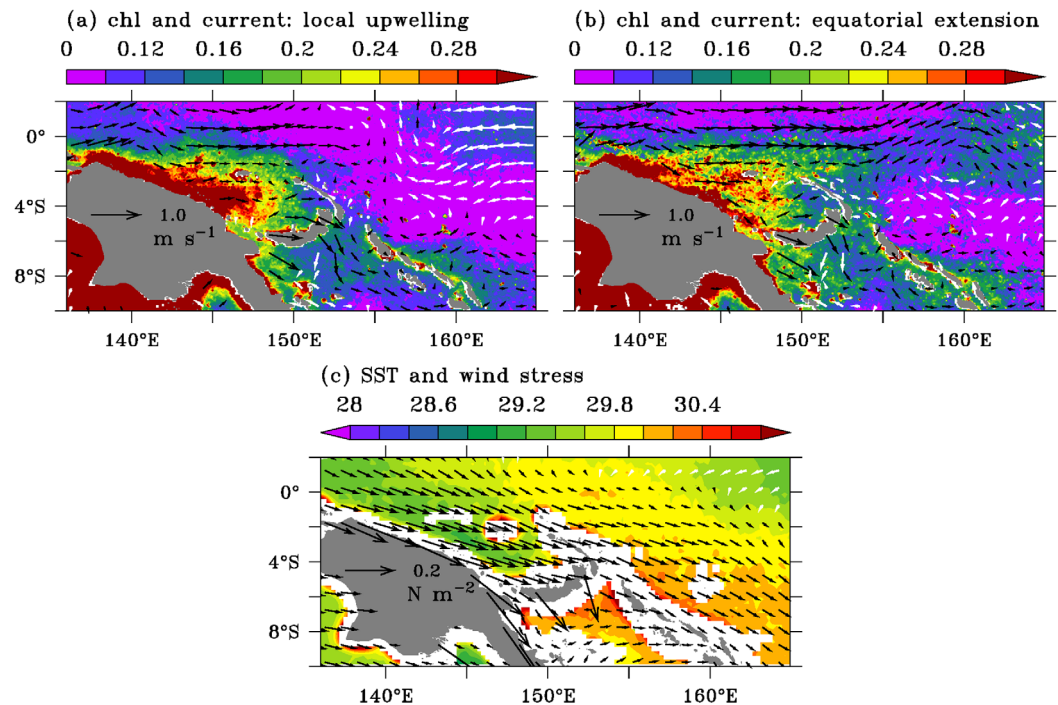 (a) chl and current: local upwelling
0 0.12 0.16 0.2 0.24 0.28
0°
4°S
8°S
1.0
m s⁻¹
140°E 150°E 160°E
(b) chl and current: equatorial extension
0 0.12 0.16 0.2 0.24 0.28
0°
4°S
8°S
1.0
m s⁻¹
140°E 150°E 160°E
(c) SST and wind stress
28 28.6 29.2 29.8 30.4
0°
4°S
8°S
0.2
N m⁻²
140°E 150°E 160°E